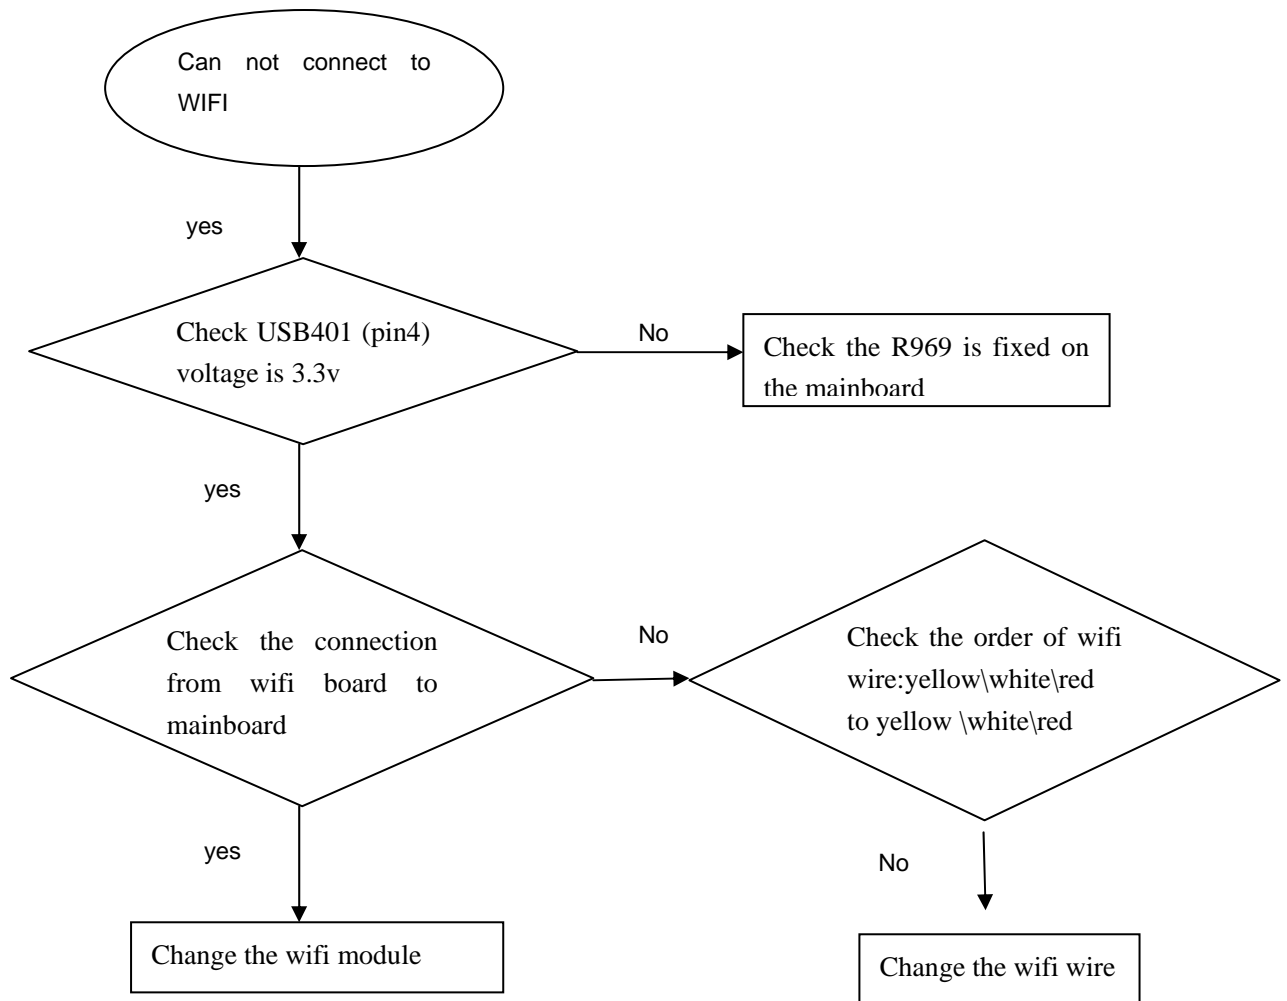 Can not connect to
WIFI
yes
Check USB401 (pin4)
voltage is 3.3v
No
Check the R969 is fixed on
the mainboard
yes
Check the connection
from wifi board to
mainboard
No
Check the order of wifi
wire:yellow\white\red
to yellow \white\red
yes
No
Change the wifi module
Change the wifi wire